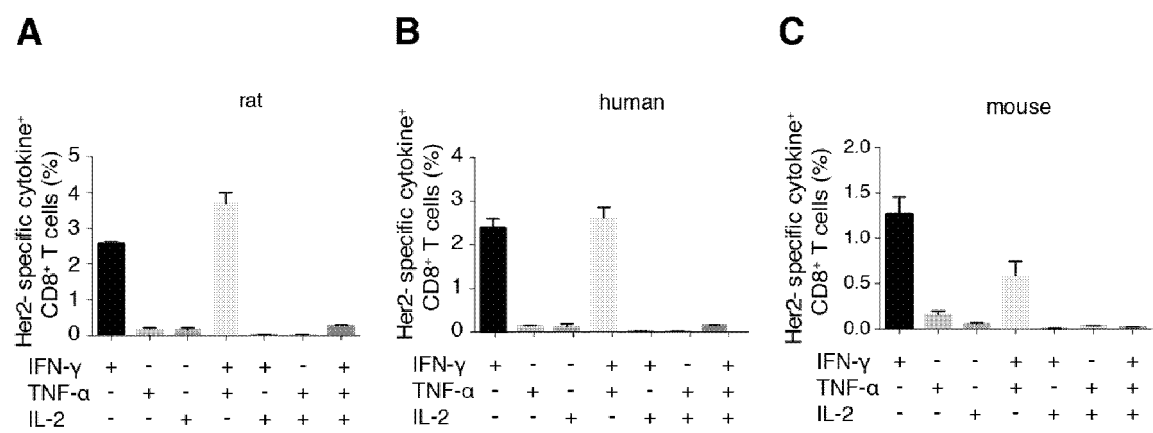 A
B
C
rat
human
mouse
Her2- specific cytokine⁺
CD8⁺ T cells (%)
5
4
3
2
1
0
IFN-γ + - - + + - +
TNF-α - + - + - + +
IL-2 - - + - + + +
Her2- specific cytokine⁺
CD8⁺ T cells (%)
4
3
2
1
0
IFN-γ + - - + + - +
TNF-α - + - + - + +
IL-2 - - + - + + +
Her2- specific cytokine⁺
CD8⁺ T cells (%)
2.0
1.5
1.0
0.5
0.0
IFN-γ + - - + + - +
TNF-α - + - + - + +
IL-2 - - + - + + +